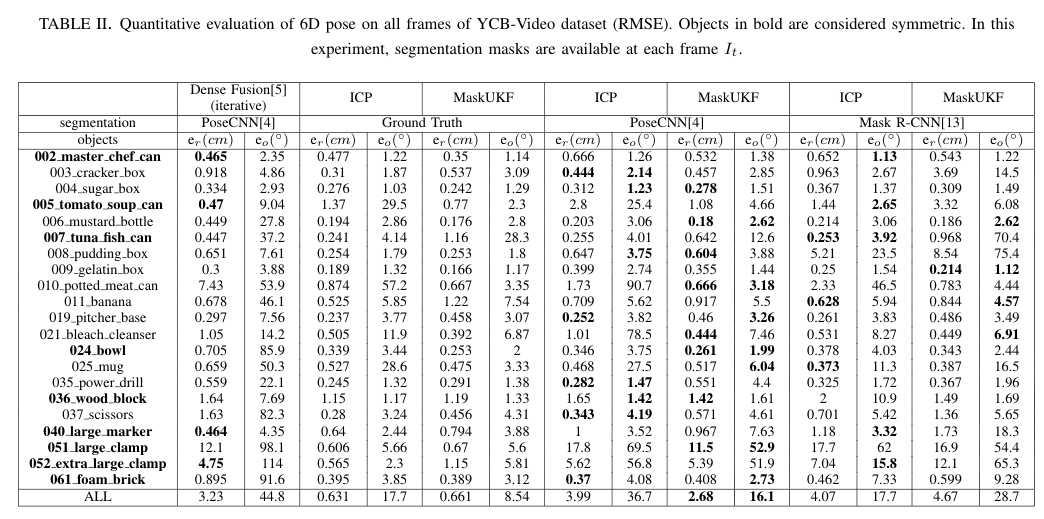 TABLE II. Quantitative evaluation of 6D pose on all frames of YCB-Video dataset (RMSE). Objects in bold are considered symmetric. In this
experiment, segmentation masks are available at each frame I_t.
Dense Fusion[5] (iterative) ICP MaskUKF ICP MaskUKF ICP MaskUKF
segmentation PoseCNN[4] Ground Truth PoseCNN[4] Mask R-CNN[13]
objects e_r(cm) e_o(°) e_r(cm) e_o(°) e_r(cm) e_o(°) e_r(cm) e_o(°) e_r(cm) e_o(°) e_r(cm) e_o(°) e_r(cm) e_o(°)
002_master_chef_can 0.465 2.35 0.477 1.22 0.35 1.14 0.666 1.26 0.532 1.38 0.652 1.13 0.543 1.22
003_cracker_box 0.918 4.86 0.31 1.87 0.537 3.09 0.444 2.14 0.457 2.85 0.963 2.67 3.69 14.5
004_sugar_box 0.334 2.93 0.276 1.03 0.242 1.29 0.312 1.23 0.278 1.51 0.367 1.37 0.309 1.49
005_tomato_soup_can 0.47 9.04 1.37 29.5 0.77 2.3 2.8 25.4 1.08 4.66 1.44 2.65 3.32 6.08
006_mustard_bottle 0.449 27.8 0.194 2.86 0.176 2.8 0.203 3.06 0.18 2.62 0.214 3.06 0.186 2.62
007_tuna_fish_can 0.447 37.2 0.241 4.14 1.16 28.3 0.255 4.01 0.642 12.6 0.253 3.92 0.968 70.4
008_pudding_box 0.651 7.61 0.254 1.79 0.253 1.8 0.647 3.75 0.604 3.88 5.21 23.5 8.54 75.4
009_gelatin_box 0.3 3.88 0.189 1.32 0.166 1.17 0.399 2.74 0.355 1.44 0.25 1.54 0.214 1.12
010_potted_meat_can 7.43 53.9 0.874 57.2 0.667 3.35 1.73 90.7 0.666 3.18 2.33 46.5 0.783 4.44
011_banana 0.678 46.1 0.525 5.85 1.22 7.54 0.709 5.62 0.917 5.5 0.628 5.94 0.844 4.57
019_pitcher_base 0.297 7.56 0.237 3.77 0.458 3.07 0.252 3.82 0.46 3.26 0.261 3.83 0.486 3.49
021_bleach_cleanser 1.05 14.2 0.505 11.9 0.392 6.87 1.01 78.5 0.444 7.46 0.531 8.27 0.449 6.91
024_bowl 0.705 85.9 0.339 3.44 0.253 2 0.346 3.75 0.261 1.99 0.378 4.03 0.343 2.44
025_mug 0.659 50.3 0.527 28.6 0.475 3.33 0.468 27.5 0.517 6.04 0.373 11.3 0.387 16.5
035_power_drill 0.559 22.1 0.245 1.32 0.291 1.38 0.282 1.47 0.551 4.4 0.325 1.72 0.367 1.96
036_wood_block 1.64 7.69 1.15 1.17 1.19 1.33 1.65 1.42 1.42 1.61 2 10.9 1.49 1.69
037_scissors 1.63 82.3 0.28 3.24 0.456 4.31 0.343 4.19 0.571 4.61 0.701 5.42 1.36 5.65
040_large_marker 0.464 4.35 0.64 2.44 0.794 3.88 1 3.52 0.967 7.63 1.18 3.32 1.73 18.3
051_large_clamp 12.1 98.1 0.606 5.66 0.67 5.6 17.8 69.5 11.5 52.9 17.7 62 16.9 54.4
052_extra_large_clamp 4.75 114 0.565 2.3 1.15 5.81 5.62 56.8 5.39 51.9 7.04 15.8 12.1 65.3
061_foam_brick 0.895 91.6 0.395 3.85 0.389 3.12 0.37 4.08 0.408 2.73 0.462 7.33 0.599 9.28
ALL 3.23 44.8 0.631 17.7 0.661 8.54 3.99 36.7 2.68 16.1 4.07 17.7 4.67 28.7